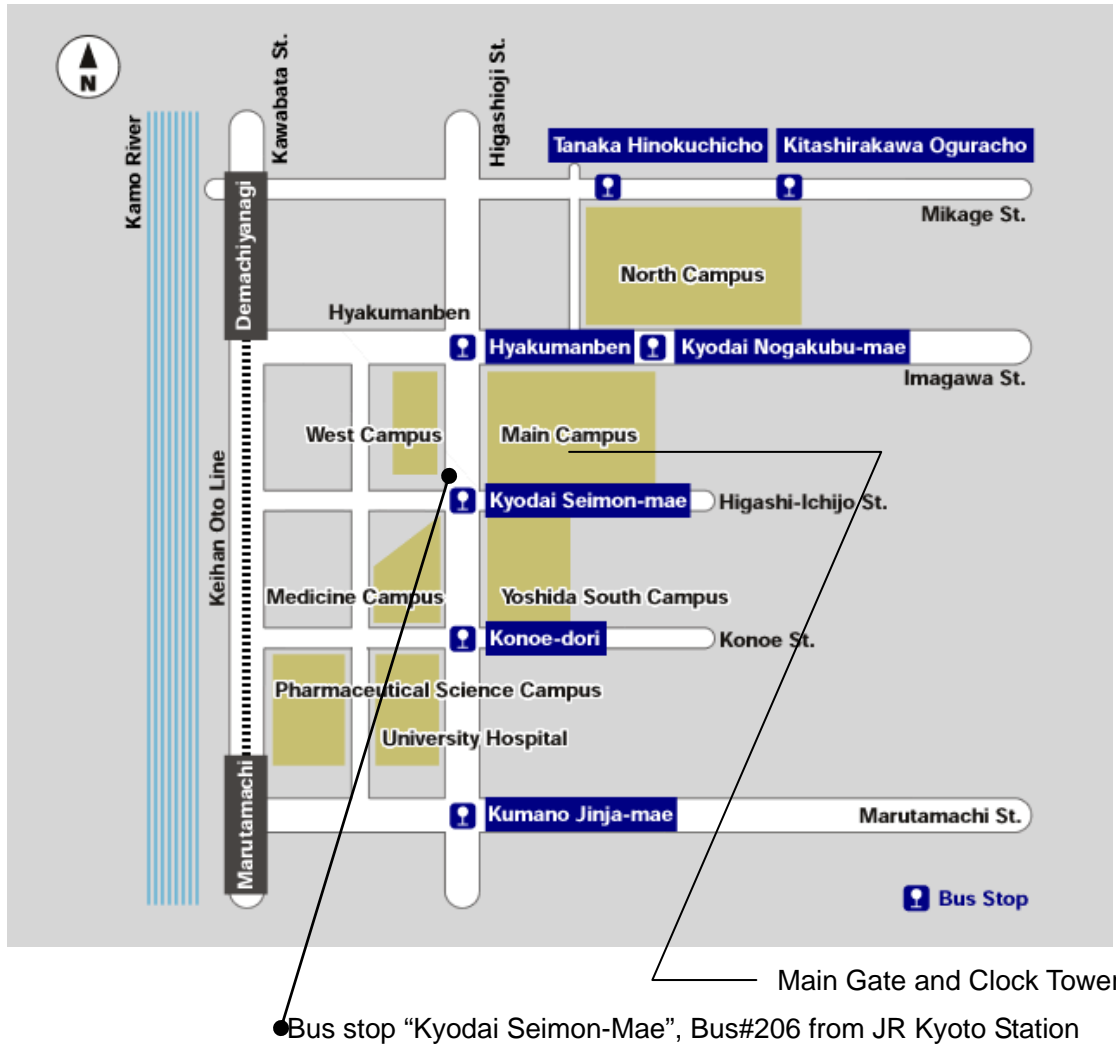 N
Kawabata St.
Higashioji St.
Kamo River
Tanaka Hinokuchicho
Kitashirakawa Oguracho
Mikage St.
Demachiyanagi
North Campus
Hyakumanben
Hyakumanben
Kyodai Nogakubu-mae
Imagawa St.
West Campus
Main Campus
Kyodai Seimon-mae
Higashi-Ichijo St.
Keihan Oto Line
Medicine Campus
Yoshida South Campus
Konoe-dori
Konoe St.
Pharmaceutical Science Campus
University Hospital
Marutamachi
Kumano Jinja-mae
Marutamachi St.
Bus Stop
Main Gate and Clock Tower
Bus stop “Kyodai Seimon-Mae”, Bus#206 from JR Kyoto Station